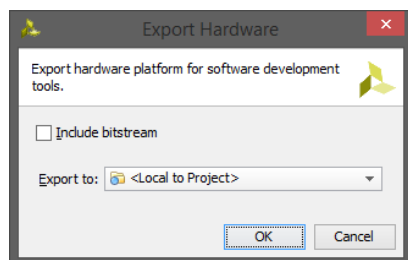 Export Hardware
Export hardware platform for software development
tools.
Include bitstream
Export to: <Local to Project>
OK Cancel